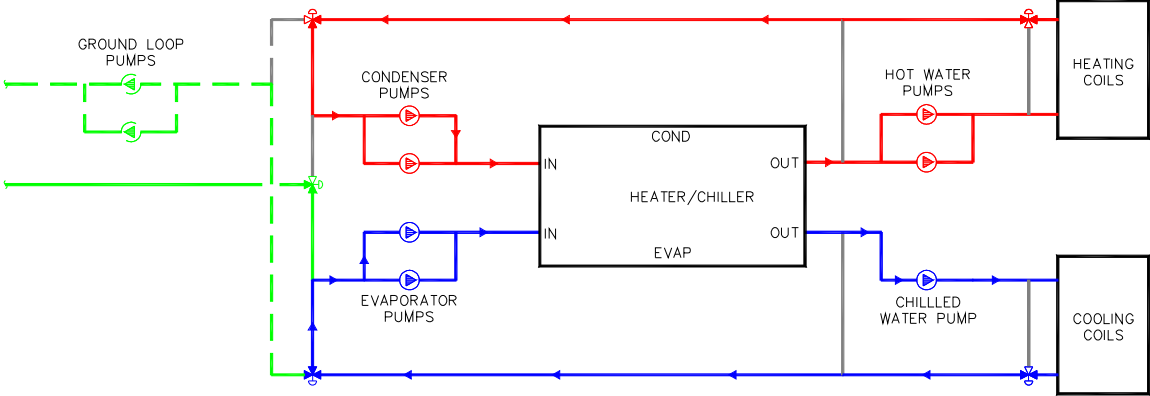 GROUND LOOP
PUMPS
CONDENSER
PUMPS
HOT WATER
PUMPS
HEATING
COILS
COND
IN
OUT
HEATER/CHILLER
IN
OUT
EVAP
EVAPORATOR
PUMPS
CHILLLED
WATER PUMP
COOLING
COILS